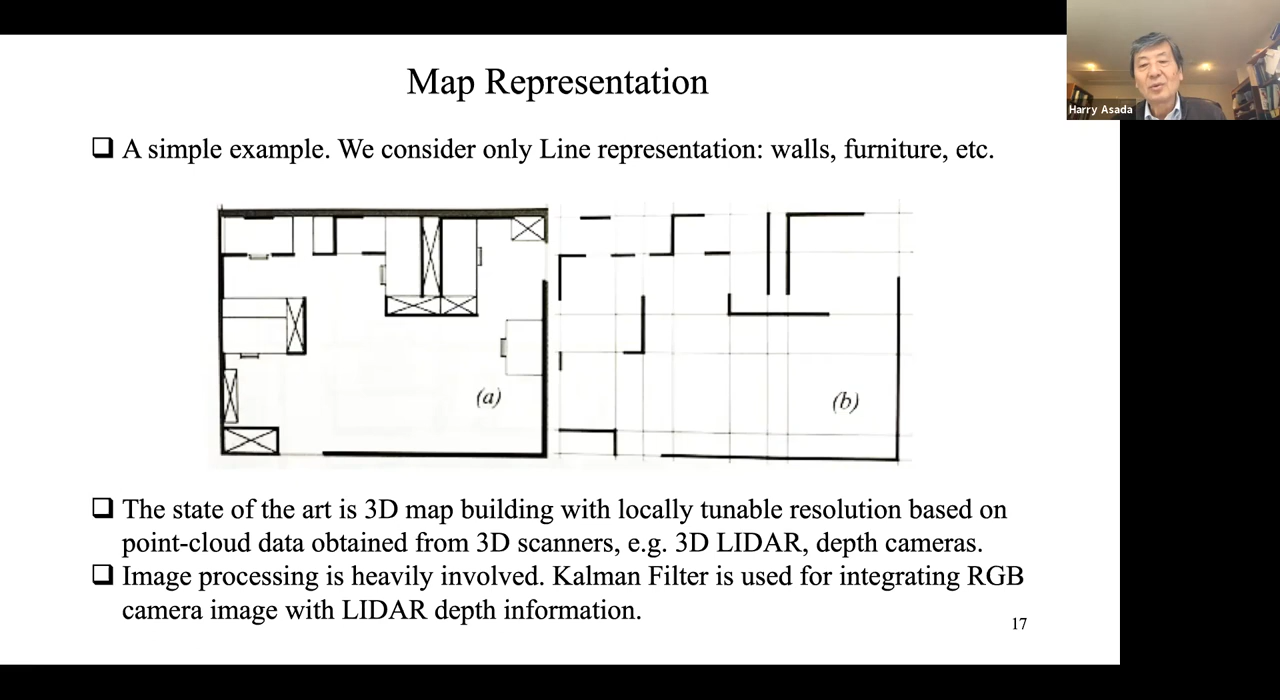 Map Representation
Harry Asada
❑ A simple example. We consider only Line representation: walls, furniture, etc.
(a)
(b)
❑ The state of the art is 3D map building with locally tunable resolution based on
point-cloud data obtained from 3D scanners, e.g. 3D LIDAR, depth cameras.
❑ Image processing is heavily involved. Kalman Filter is used for integrating RGB
camera image with LIDAR depth information.
17